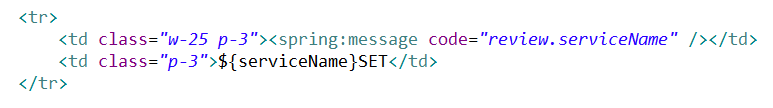 <tr>
<td class="w-25 p-3"><spring:message code="review.serviceName" /></td>
<td class="p-3">${serviceName}SET</td>
</tr>